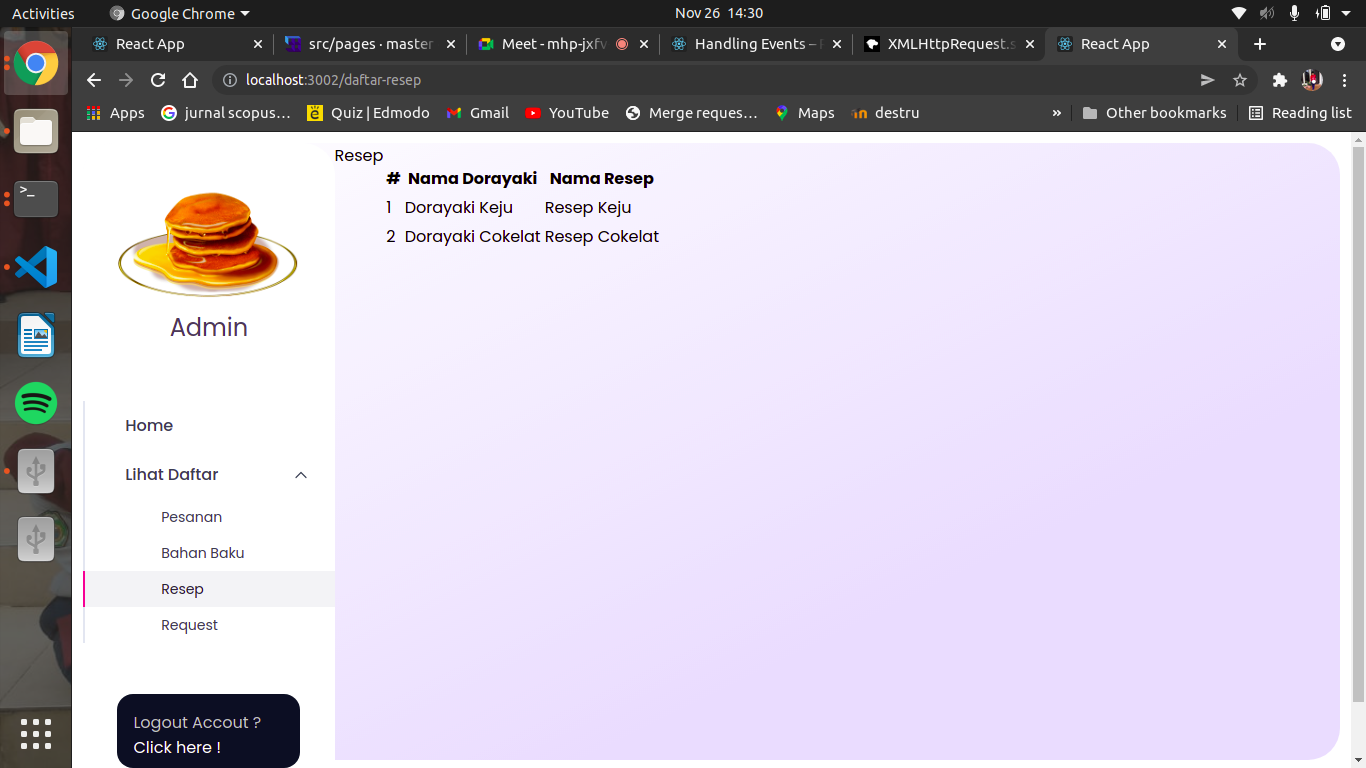 Activities Google Chrome Nov 26 14:30
React App src/pages · master Meet - mhp-jxfv Handling Events – XMLHttpRequest.s React App
localhost:3002/daftar-resep
Apps jurnal scopus... Quiz | Edmodo Gmail YouTube Merge reques... Maps destru » Other bookmarks Reading list
Resep
# Nama Dorayaki Nama Resep
1 Dorayaki Keju Resep Keju
2 Dorayaki Cokelat Resep Cokelat
Admin
Home
Lihat Daftar
Pesanan
Bahan Baku
Resep
Request
Logout Accout ?
Click here !